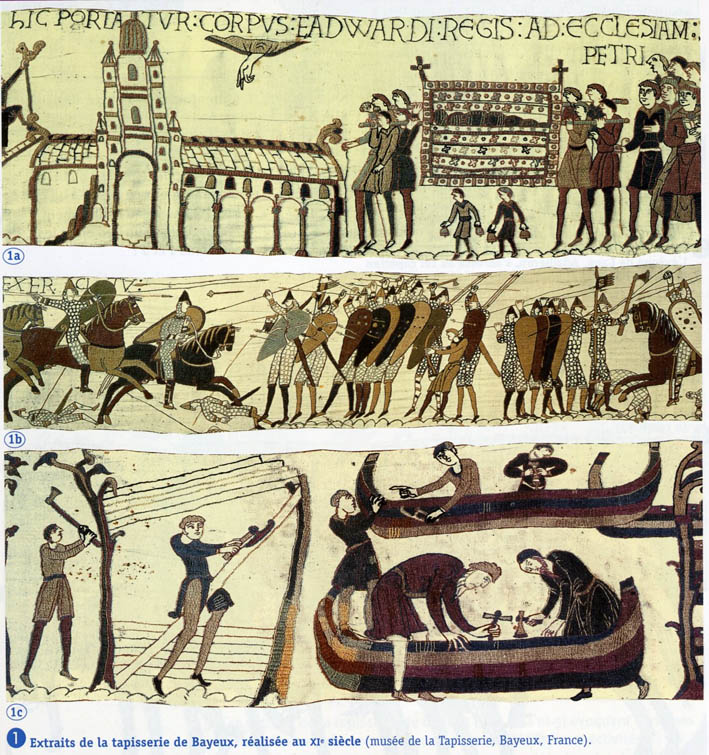 hIC PORTATVR: CORPVS: EADWARDI: REGIS: AD: ECCLESIAM:
PETRI
1a
EXER
1b
1c
1 Extraits de la tapisserie de Bayeux, réalisée au XIe siècle (musée de la Tapisserie, Bayeux, France).